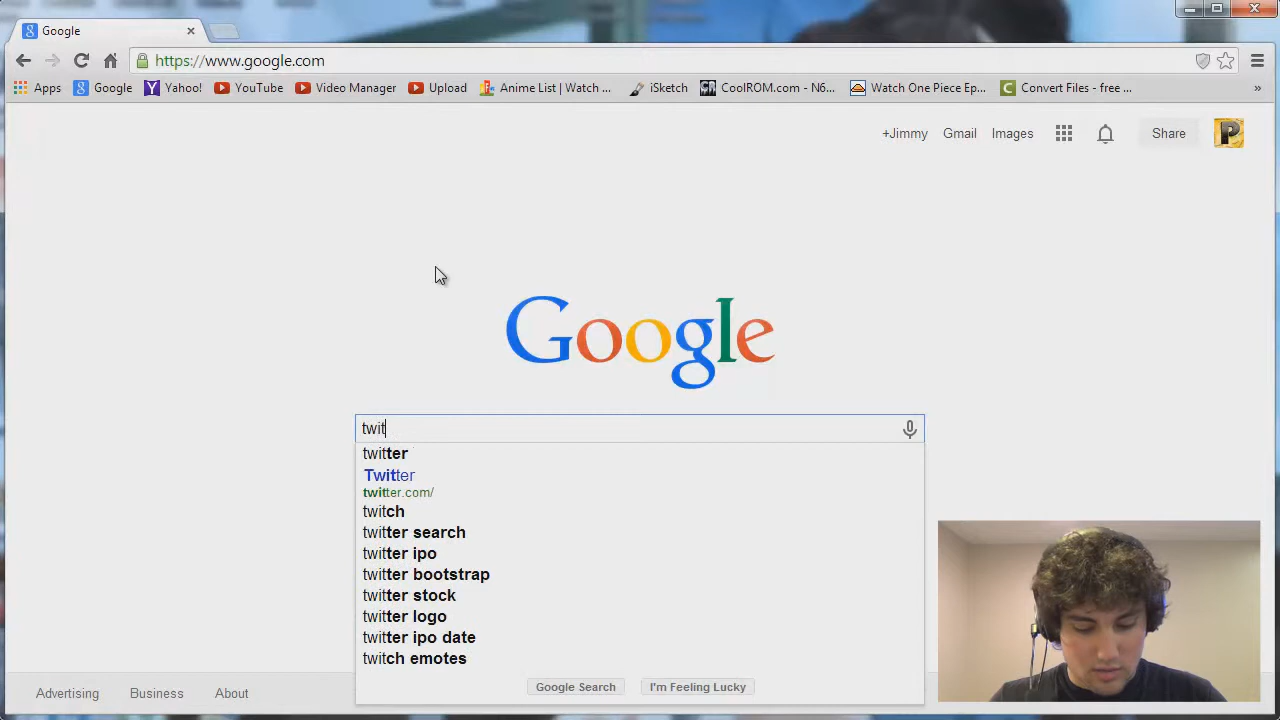 Google
https://www.google.com
Apps Google Yahoo! YouTube Video Manager Upload Anime List | Watch ... iSketch CoolROM.com - N6... Watch One Piece Ep... Convert Files - free ... »
+Jimmy Gmail Images Share
Google
twit
twitter
Twitter
twitter.com/
twitch
twitter search
twitter ipo
twitter bootstrap
twitter stock
twitter logo
twitter ipo date
twitch emotes
Google Search I'm Feeling Lucky
Advertising Business About